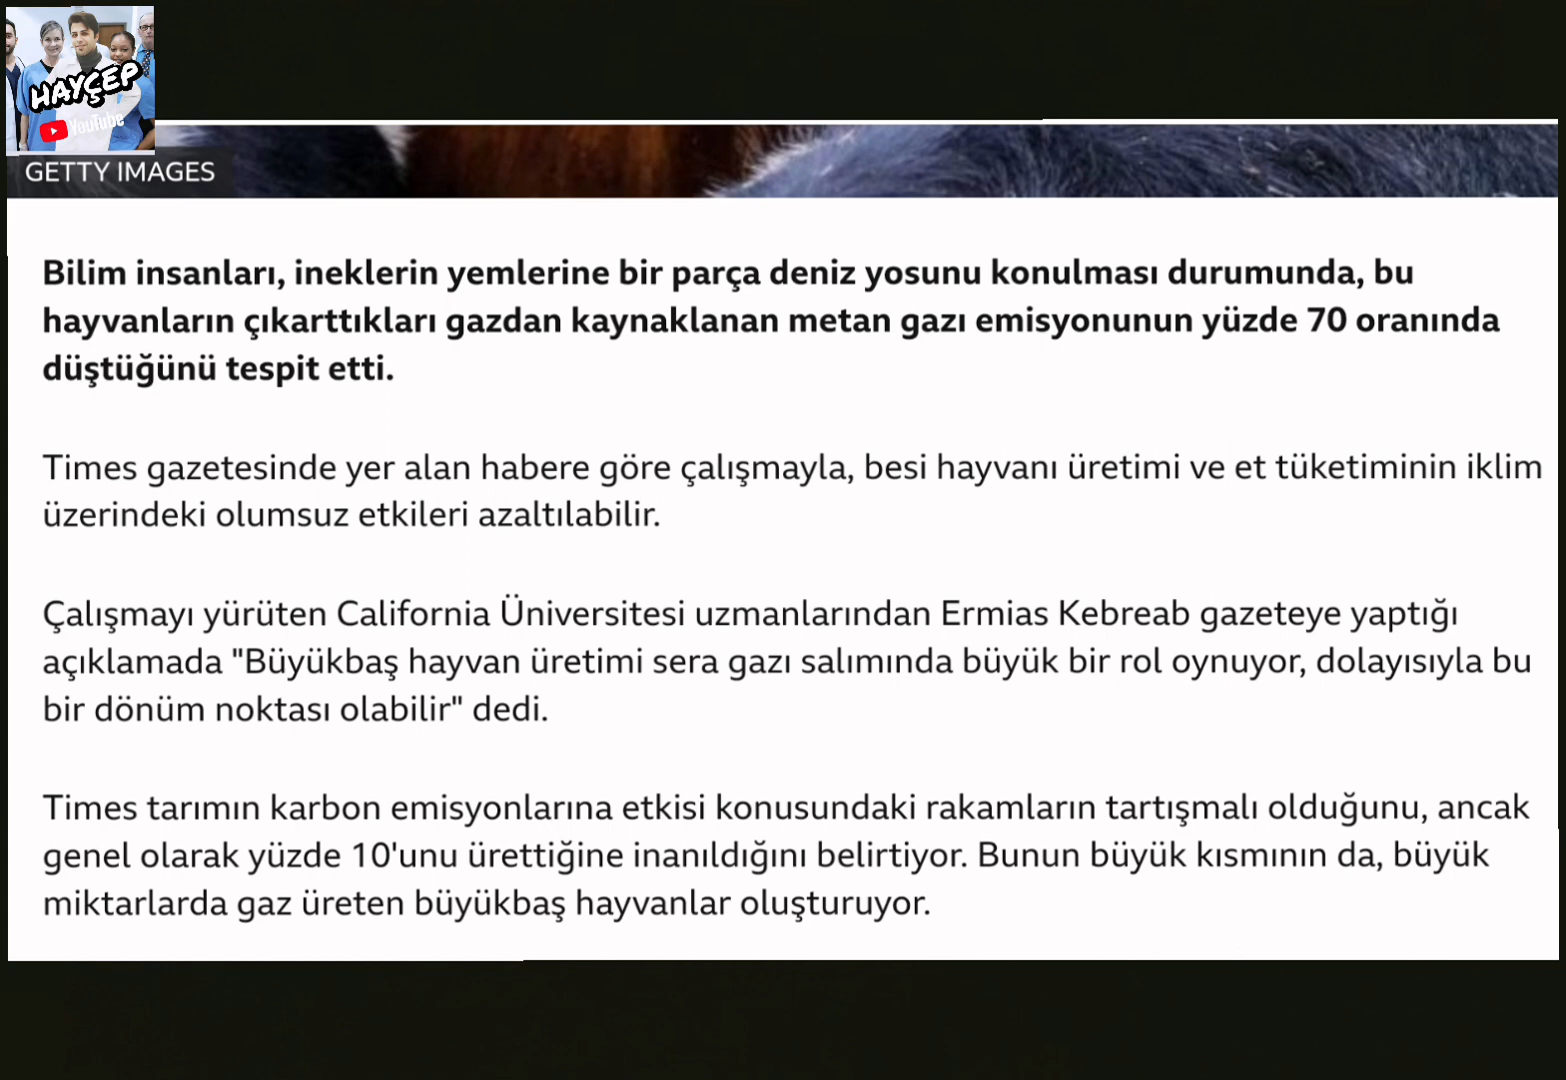 HAYÇEP
YouTube
GETTY IMAGES
Bilim insanları, ineklerin yemlerine bir parça deniz yosunu konulması durumunda, bu
hayvanların çıkarttıkları gazdan kaynaklanan metan gazı emisyonunun yüzde 70 oranında
düştüğünü tespit etti.
Times gazetesinde yer alan habere göre çalışmayla, besi hayvanı üretimi ve et tüketiminin iklim
üzerindeki olumsuz etkileri azaltılabilir.
Çalışmayı yürüten California Üniversitesi uzmanlarından Ermias Kebreab gazeteye yaptığı
açıklamada "Büyükbaş hayvan üretimi sera gazı salımında büyük bir rol oynuyor, dolayısıyla bu
bir dönüm noktası olabilir" dedi.
Times tarımın karbon emisyonlarına etkisi konusundaki rakamların tartışmalı olduğunu, ancak
genel olarak yüzde 10'unu ürettiğine inanıldığını belirtiyor. Bunun büyük kısmının da, büyük
miktarlarda gaz üreten büyükbaş hayvanlar oluşturuyor.